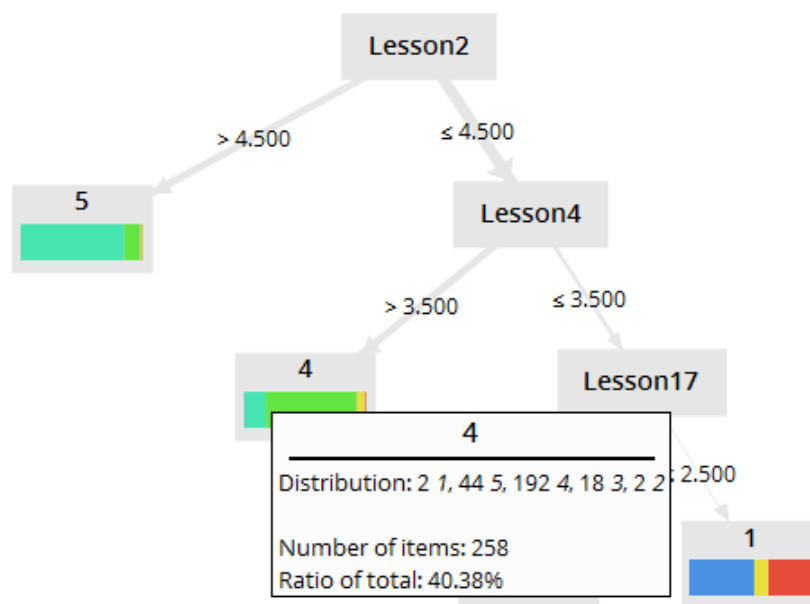 Lesson2
> 4.500
≤ 4.500
5
Lesson4
> 3.500
≤ 3.500
4
Lesson17
4
Distribution: 2 1, 44 5, 192 4, 18 3, 2 2
≤ 2.500
Number of items: 258
Ratio of total: 40.38%
1